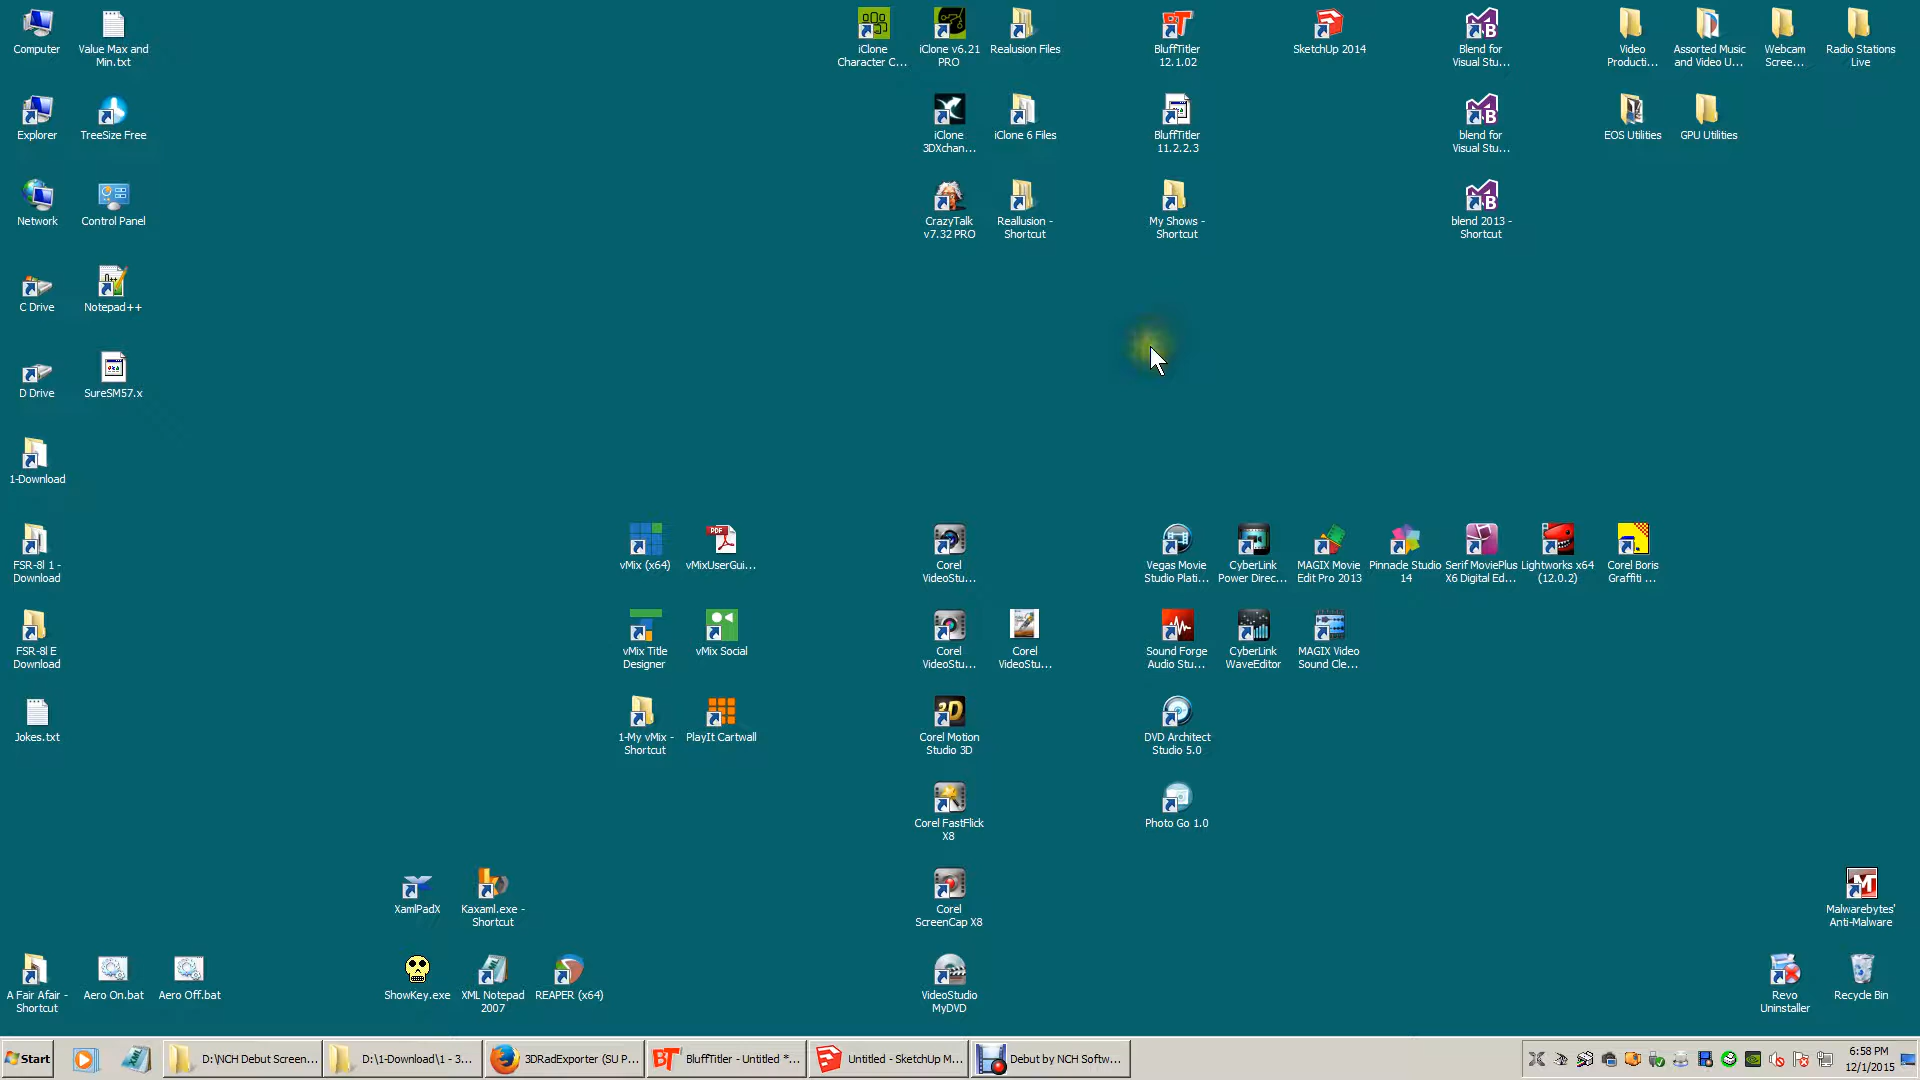 Computer
Value Max and
Min.txt
iClone
Character C...
iClone v6.21
PRO
Realusion Files
BluffTitler
12.1.02
SketchUp 2014
Blend for
Visual Stu...
Video
Producti...
Assorted Music
and Video U...
Webcam
Scree...
Radio Stations
Live
Explorer
TreeSize Free
iClone
3DXchan...
iClone 6 Files
BluffTitler
11.2.2.3
blend for
Visual Stu...
EOS Utilities
GPU Utilities
Network
Control Panel
CrazyTalk
v7.32 PRO
Reallusion -
Shortcut
My Shows -
Shortcut
blend 2013 -
Shortcut
C Drive
Notepad++
D Drive
SureSM57.x
1-Download
FSR-8l 1 -
Download
vMix (x64)
vMixUserGui...
Corel
VideoStu...
Vegas Movie
Studio Plati...
CyberLink
Power Direc...
MAGIX Movie
Edit Pro 2013
Pinnacle Studio
14
Serif MoviePlus
X6 Digital Ed...
Lightworks x64
(12.0.2)
Corel Boris
Graffiti ...
FSR-8l E
Download
vMix Title
Designer
vMix Social
Corel
VideoStu...
Corel
VideoStu...
Sound Forge
Audio Stu...
CyberLink
WaveEditor
MAGIX Video
Sound Cle...
Jokes.txt
1-My vMix -
Shortcut
PlayIt Cartwall
Corel Motion
Studio 3D
DVD Architect
Studio 5.0
Corel FastFlick
X8
Photo Go 1.0
XamlPadX
Kaxaml.exe -
Shortcut
Corel
ScreenCap X8
Malwarebytes'
Anti-Malware
A Fair Afair -
Shortcut
Aero On.bat
Aero Off.bat
ShowKey.exe
XML Notepad
2007
REAPER (x64)
VideoStudio
MyDVD
Revo
Uninstaller
Recycle Bin
Start
D:\NCH Debut Screen...
D:\1-Download\1 - 3...
3DRadExporter (SU P...
BluffTitler - Untitled *...
Untitled - SketchUp M...
Debut by NCH Softw...
6:58 PM
12/1/2015